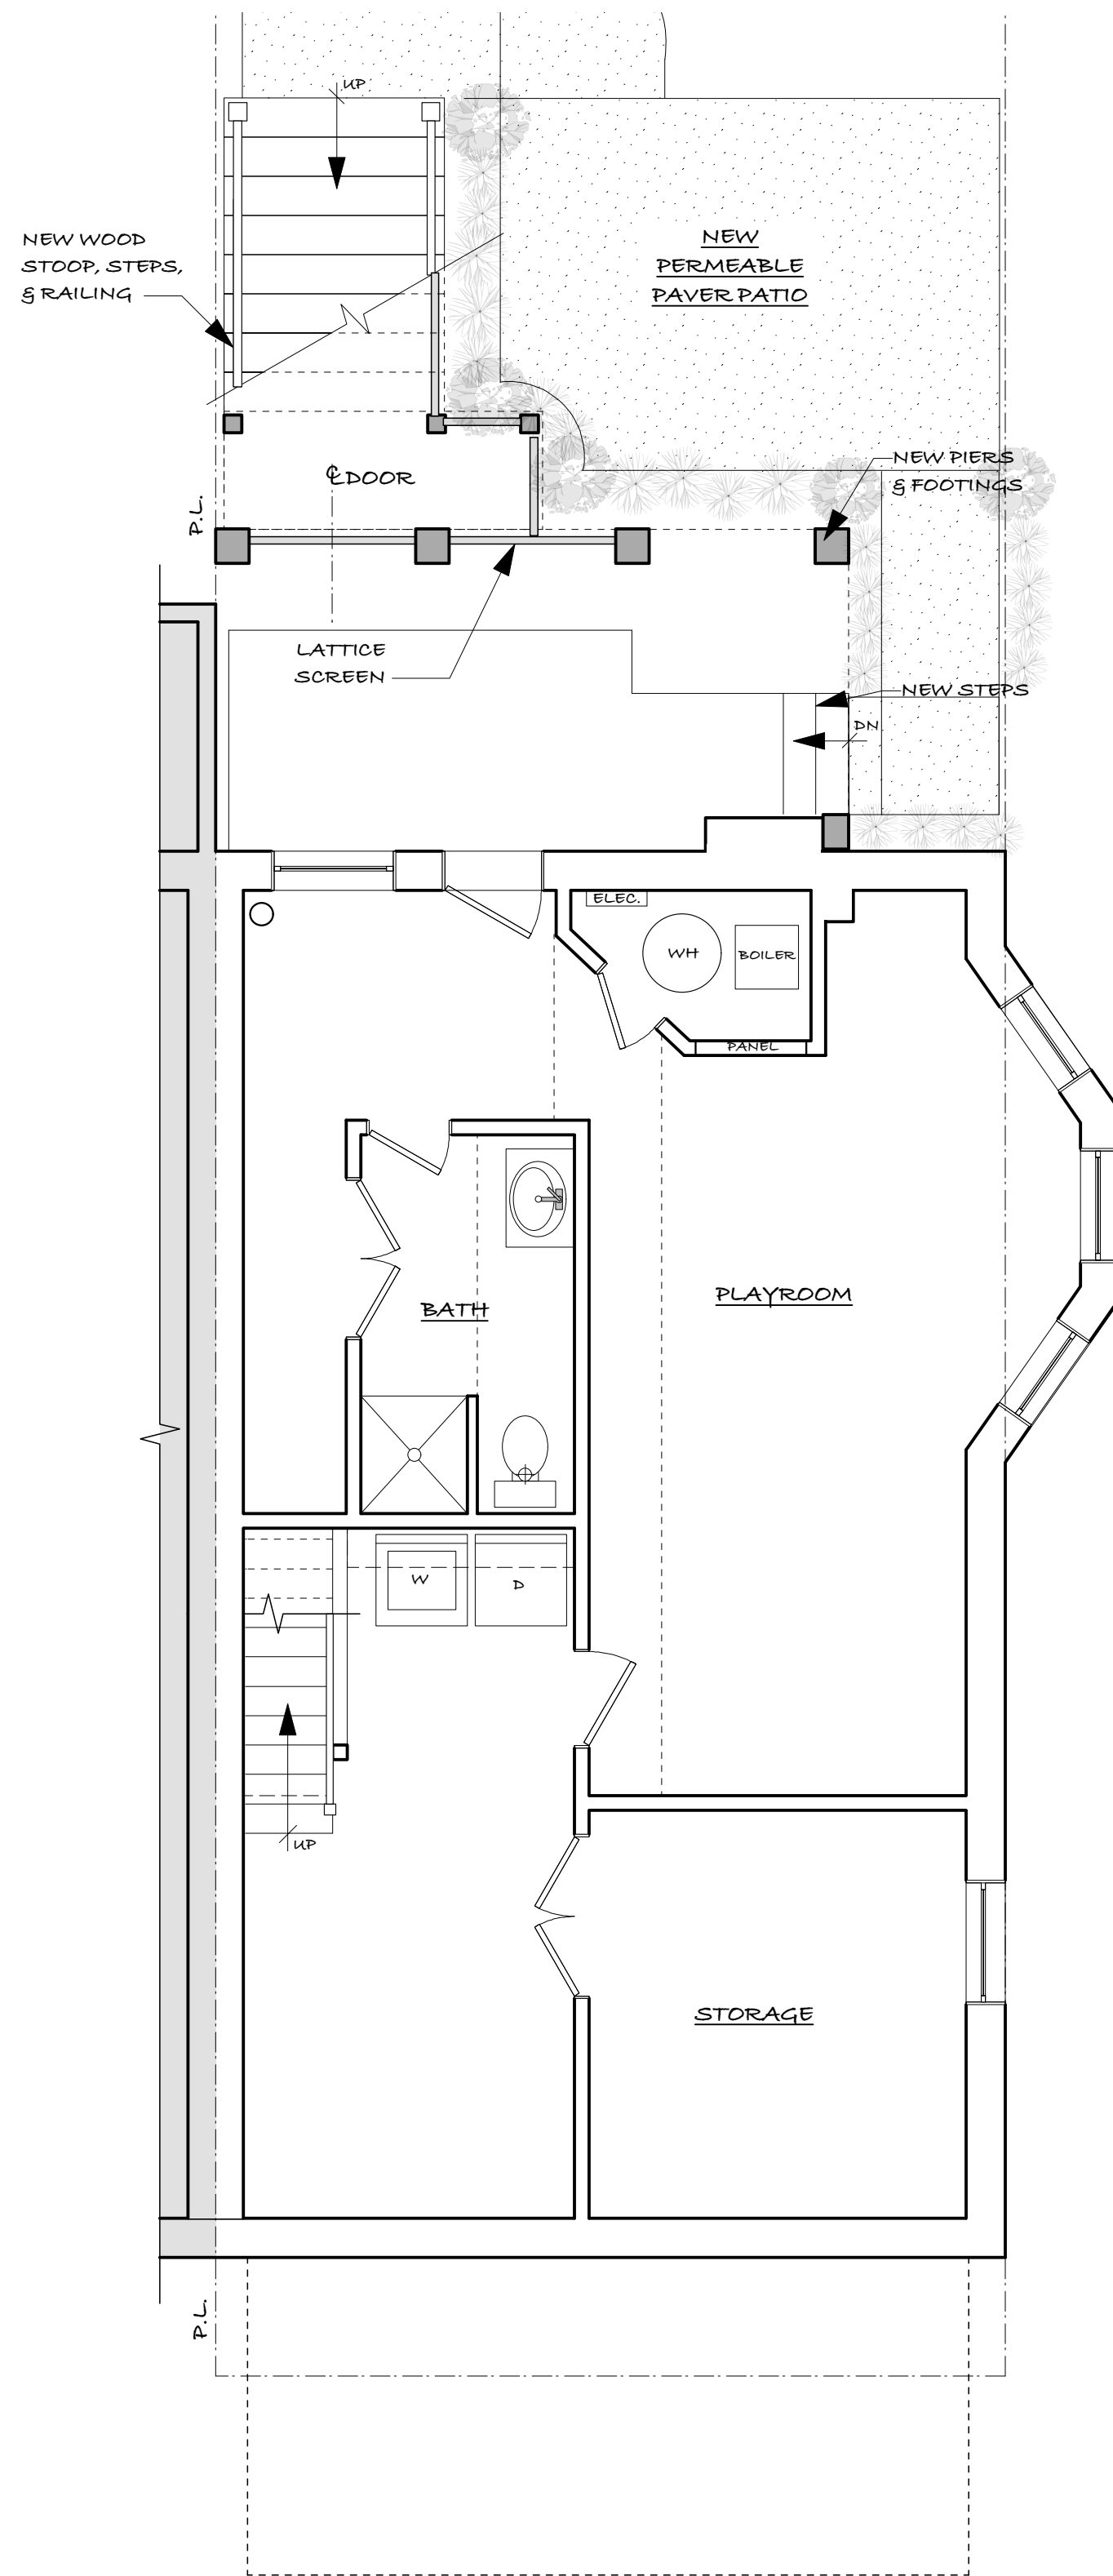 UP
NEW WOOD
STOOP, STEPS,
& RAILING
NEW
PERMEABLE
PAVER PATIO
℄ DOOR
NEW PIERS
& FOOTINGS
P.L.
LATTICE
SCREEN
NEW STEPS
DN
ELEC.
WH
BOILER
PANEL
BATH
PLAYROOM
W
D
UP
STORAGE
P.L.